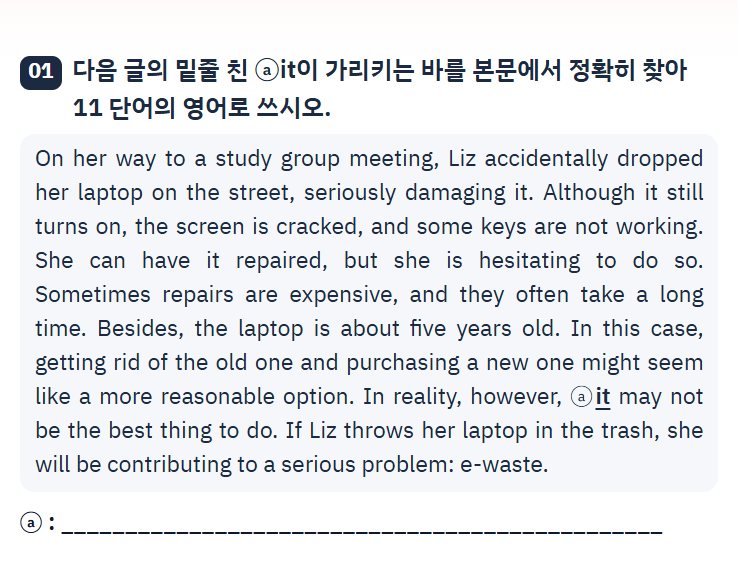 01 다음 글의 밑줄 친 ⓐit이 가리키는 바를 본문에서 정확히 찾아
11 단어의 영어로 쓰시오.
On her way to a study group meeting, Liz accidentally dropped
her laptop on the street, seriously damaging it. Although it still
turns on, the screen is cracked, and some keys are not working.
She can have it repaired, but she is hesitating to do so.
Sometimes repairs are expensive, and they often take a long
time. Besides, the laptop is about five years old. In this case,
getting rid of the old one and purchasing a new one might seem
like a more reasonable option. In reality, however, ⓐit may not
be the best thing to do. If Liz throws her laptop in the trash, she
will be contributing to a serious problem: e-waste.
ⓐ : _______________________________________________